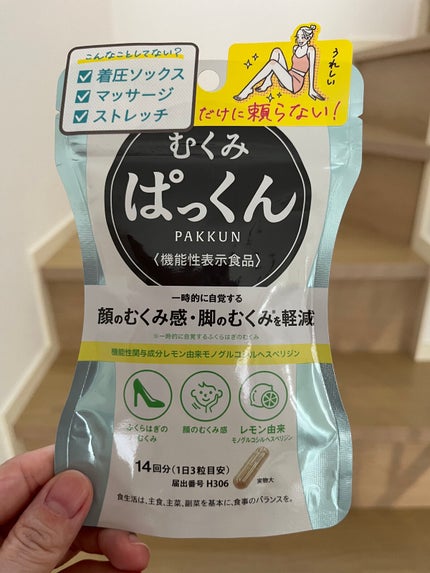 こんなことしてない?
着圧ソックス
マッサージ
ストレッチ
うれしい
だけに頼らない!
むくみ
ぱっくん
PAKKUN
〈機能性表示食品〉
一時的に自覚する
顔のむくみ感・脚のむくみ※を軽減
※一時的に自覚するふくらはぎのむくみ
機能性関与成分レモン由来モノグルコシルヘスペリジン
ふくらはぎの
むくみ
顔のむくみ感
レモン由来
モノグルコシルヘスペリジン
14回分(1日3粒目安)
届出番号 H306
実物大
食生活は、主食、主菜、副菜を基本に、食事のバランスを。